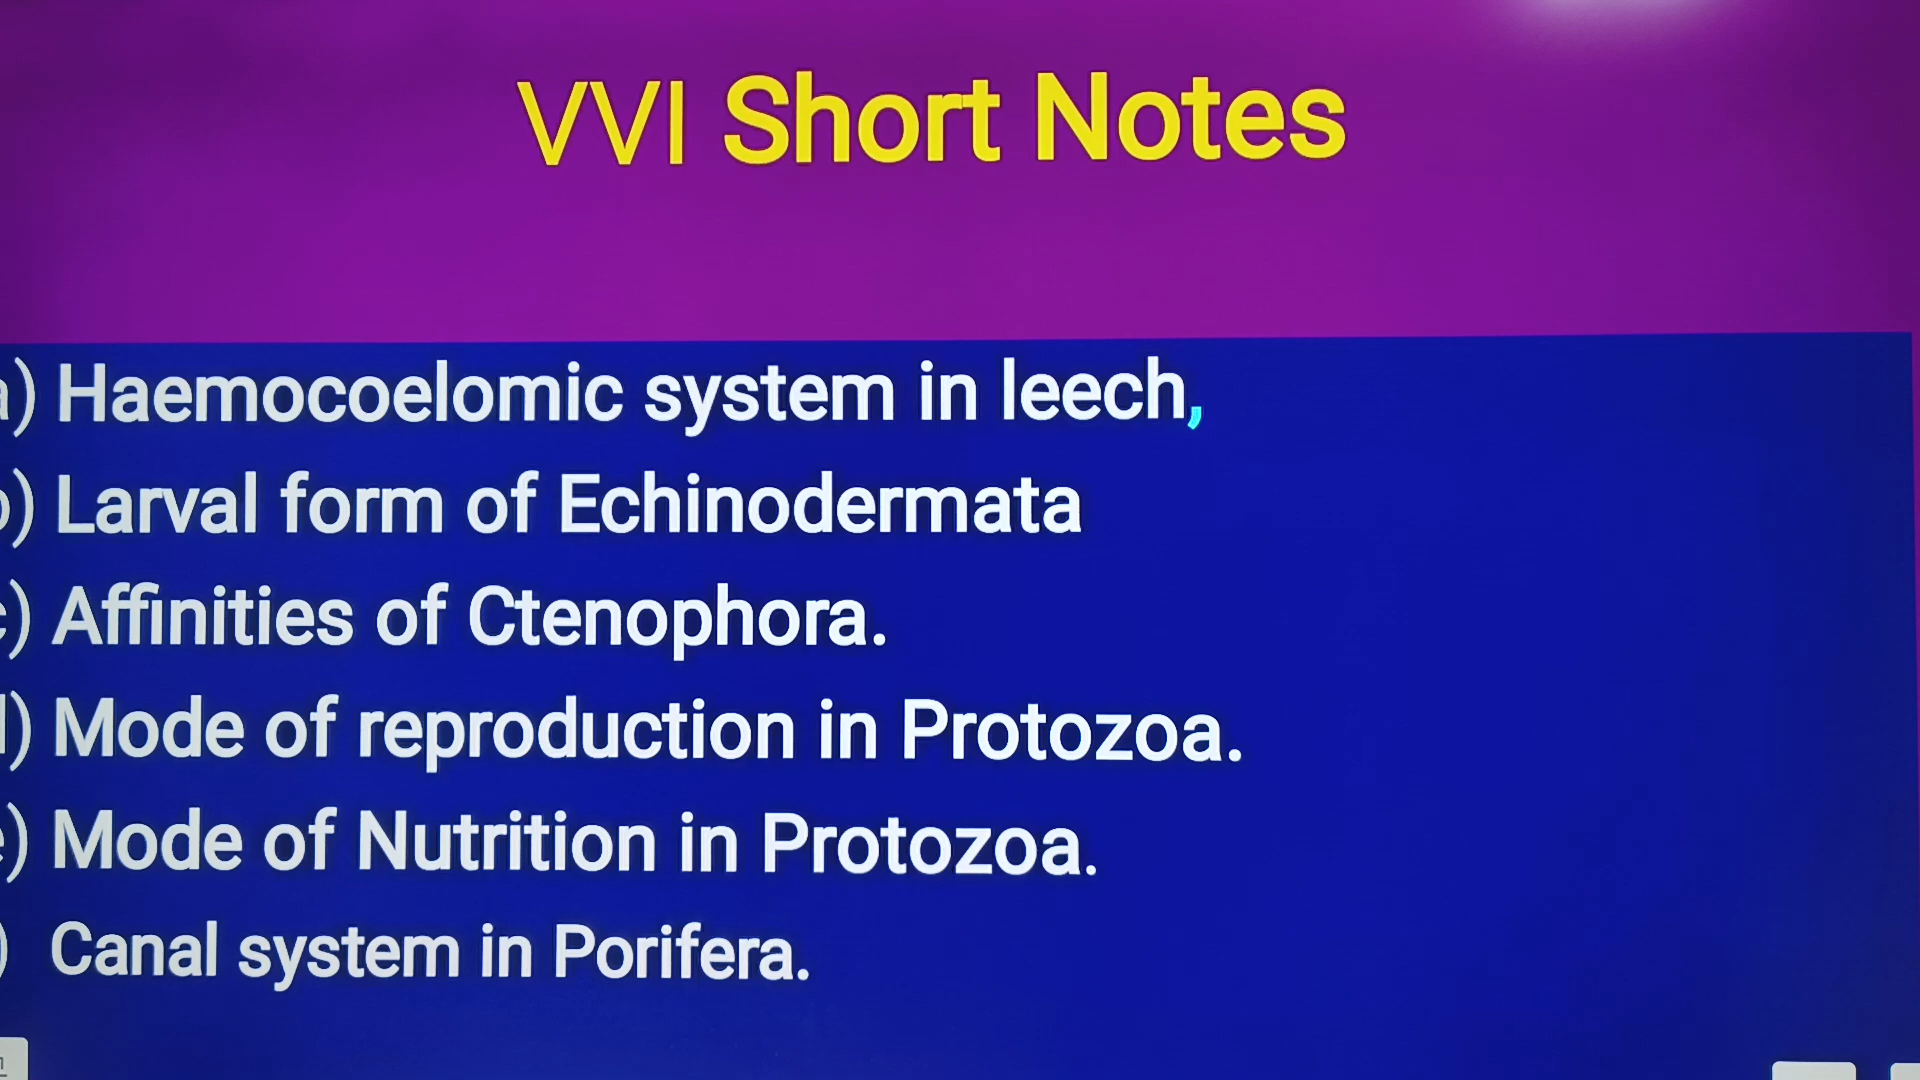 VVI Short Notes
a) Haemocoelomic system in leech,
b) Larval form of Echinodermata
c) Affinities of Ctenophora.
d) Mode of reproduction in Protozoa.
e) Mode of Nutrition in Protozoa.
) Canal system in Porifera.
1